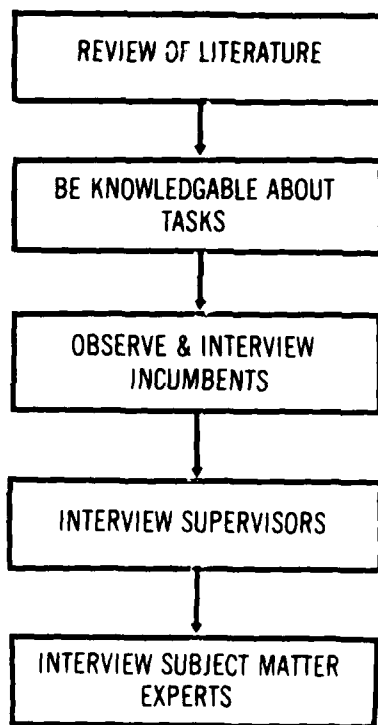 REVIEW OF LITERATURE
BE KNOWLEDGABLE ABOUT
TASKS
OBSERVE & INTERVIEW
INCUMBENTS
INTERVIEW SUPERVISORS
INTERVIEW SUBJECT MATTER
EXPERTS